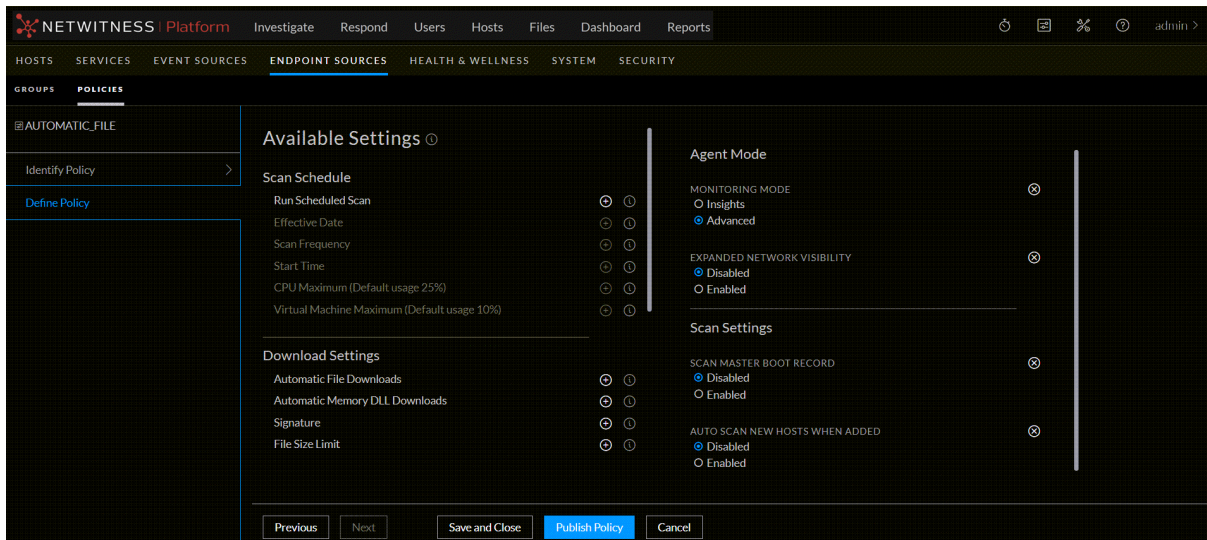 NETWITNESS | Platform Investigate Respond Users Hosts Files Dashboard Reports admin >
HOSTS SERVICES EVENT SOURCES ENDPOINT SOURCES HEALTH & WELLNESS SYSTEM SECURITY
GROUPS POLICIES
AUTOMATIC_FILE
Identify Policy
Define Policy
Available Settings
Scan Schedule
Run Scheduled Scan
Effective Date
Scan Frequency
Start Time
CPU Maximum (Default usage 25%)
Virtual Machine Maximum (Default usage 10%)
Download Settings
Automatic File Downloads
Automatic Memory DLL Downloads
Signature
File Size Limit
Agent Mode
MONITORING MODE
Insights
Advanced
EXPANDED NETWORK VISIBILITY
Disabled
Enabled
Scan Settings
SCAN MASTER BOOT RECORD
Disabled
Enabled
AUTO SCAN NEW HOSTS WHEN ADDED
Disabled
Enabled
Previous Next Save and Close Publish Policy Cancel